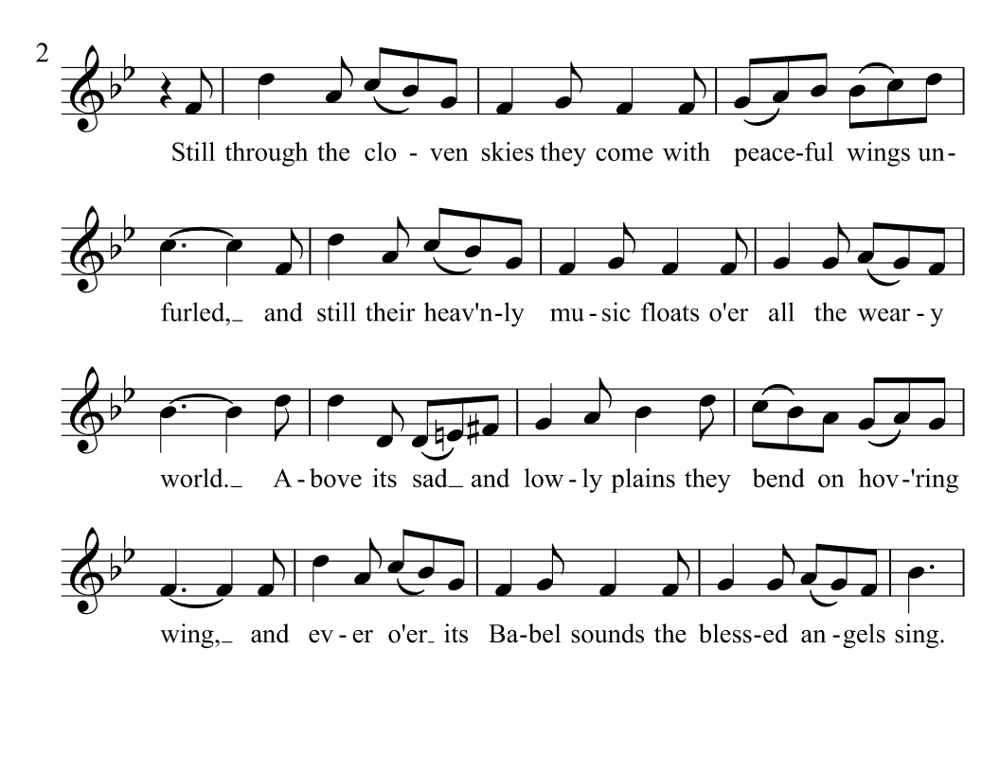 2
Still through the clo - ven skies they come with peace-ful wings un-
furled,_ and still their heav'n-ly mu - sic floats o'er all the wear - y
world._ A - bove its sad_ and low - ly plains they bend on hov-'ring
wing,_ and ev - er o'er_ its Ba-bel sounds the bless-ed an -gels sing.